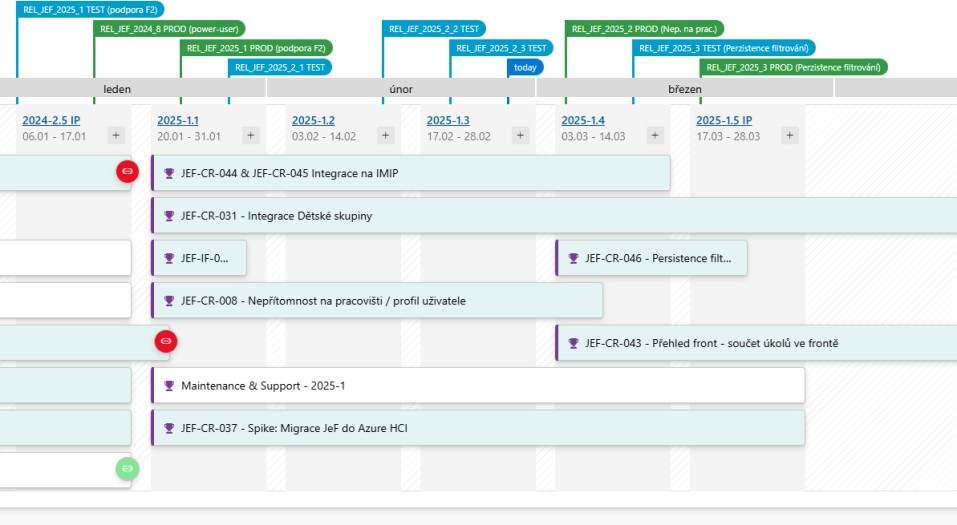 REL_JEF_2025_1 TEST (podpora F2)
REL_JEF_2024_8 PROD (power-user)
REL_JEF_2025_2_2 TEST
REL_JEF_2025_2 PROD (Nep. na prac.)
REL_JEF_2025_1 PROD (podpora F2)
REL_JEF_2025_2_3 TEST
REL_JEF_2025_3 TEST (Perzistence filtrování)
REL_JEF_2025_2_1 TEST
today
REL_JEF_2025_3 PROD (Perzistence filtrování)
leden
únor
březen
2024-2.5 IP
2025-1.1
2025-1.2
2025-1.3
2025-1.4
2025-1.5 IP
06.01 - 17.01
+
20.01 - 31.01
+
03.02 - 14.02
+
17.02 - 28.02
+
03.03 - 14.03
+
17.03 - 28.03
+
JEF-CR-044 & JEF-CR-045 Integrace na IMIP
JEF-CR-031 - Integrace Dětské skupiny
JEF-IF-0...
JEF-CR-046 - Persistence filt...
JEF-CR-008 - Nepřítomnost na pracovišti / profil uživatele
JEF-CR-043 - Přehled front - součet úkolů ve frontě
Maintenance & Support - 2025-1
JEF-CR-037 - Spike: Migrace JeF do Azure HCI